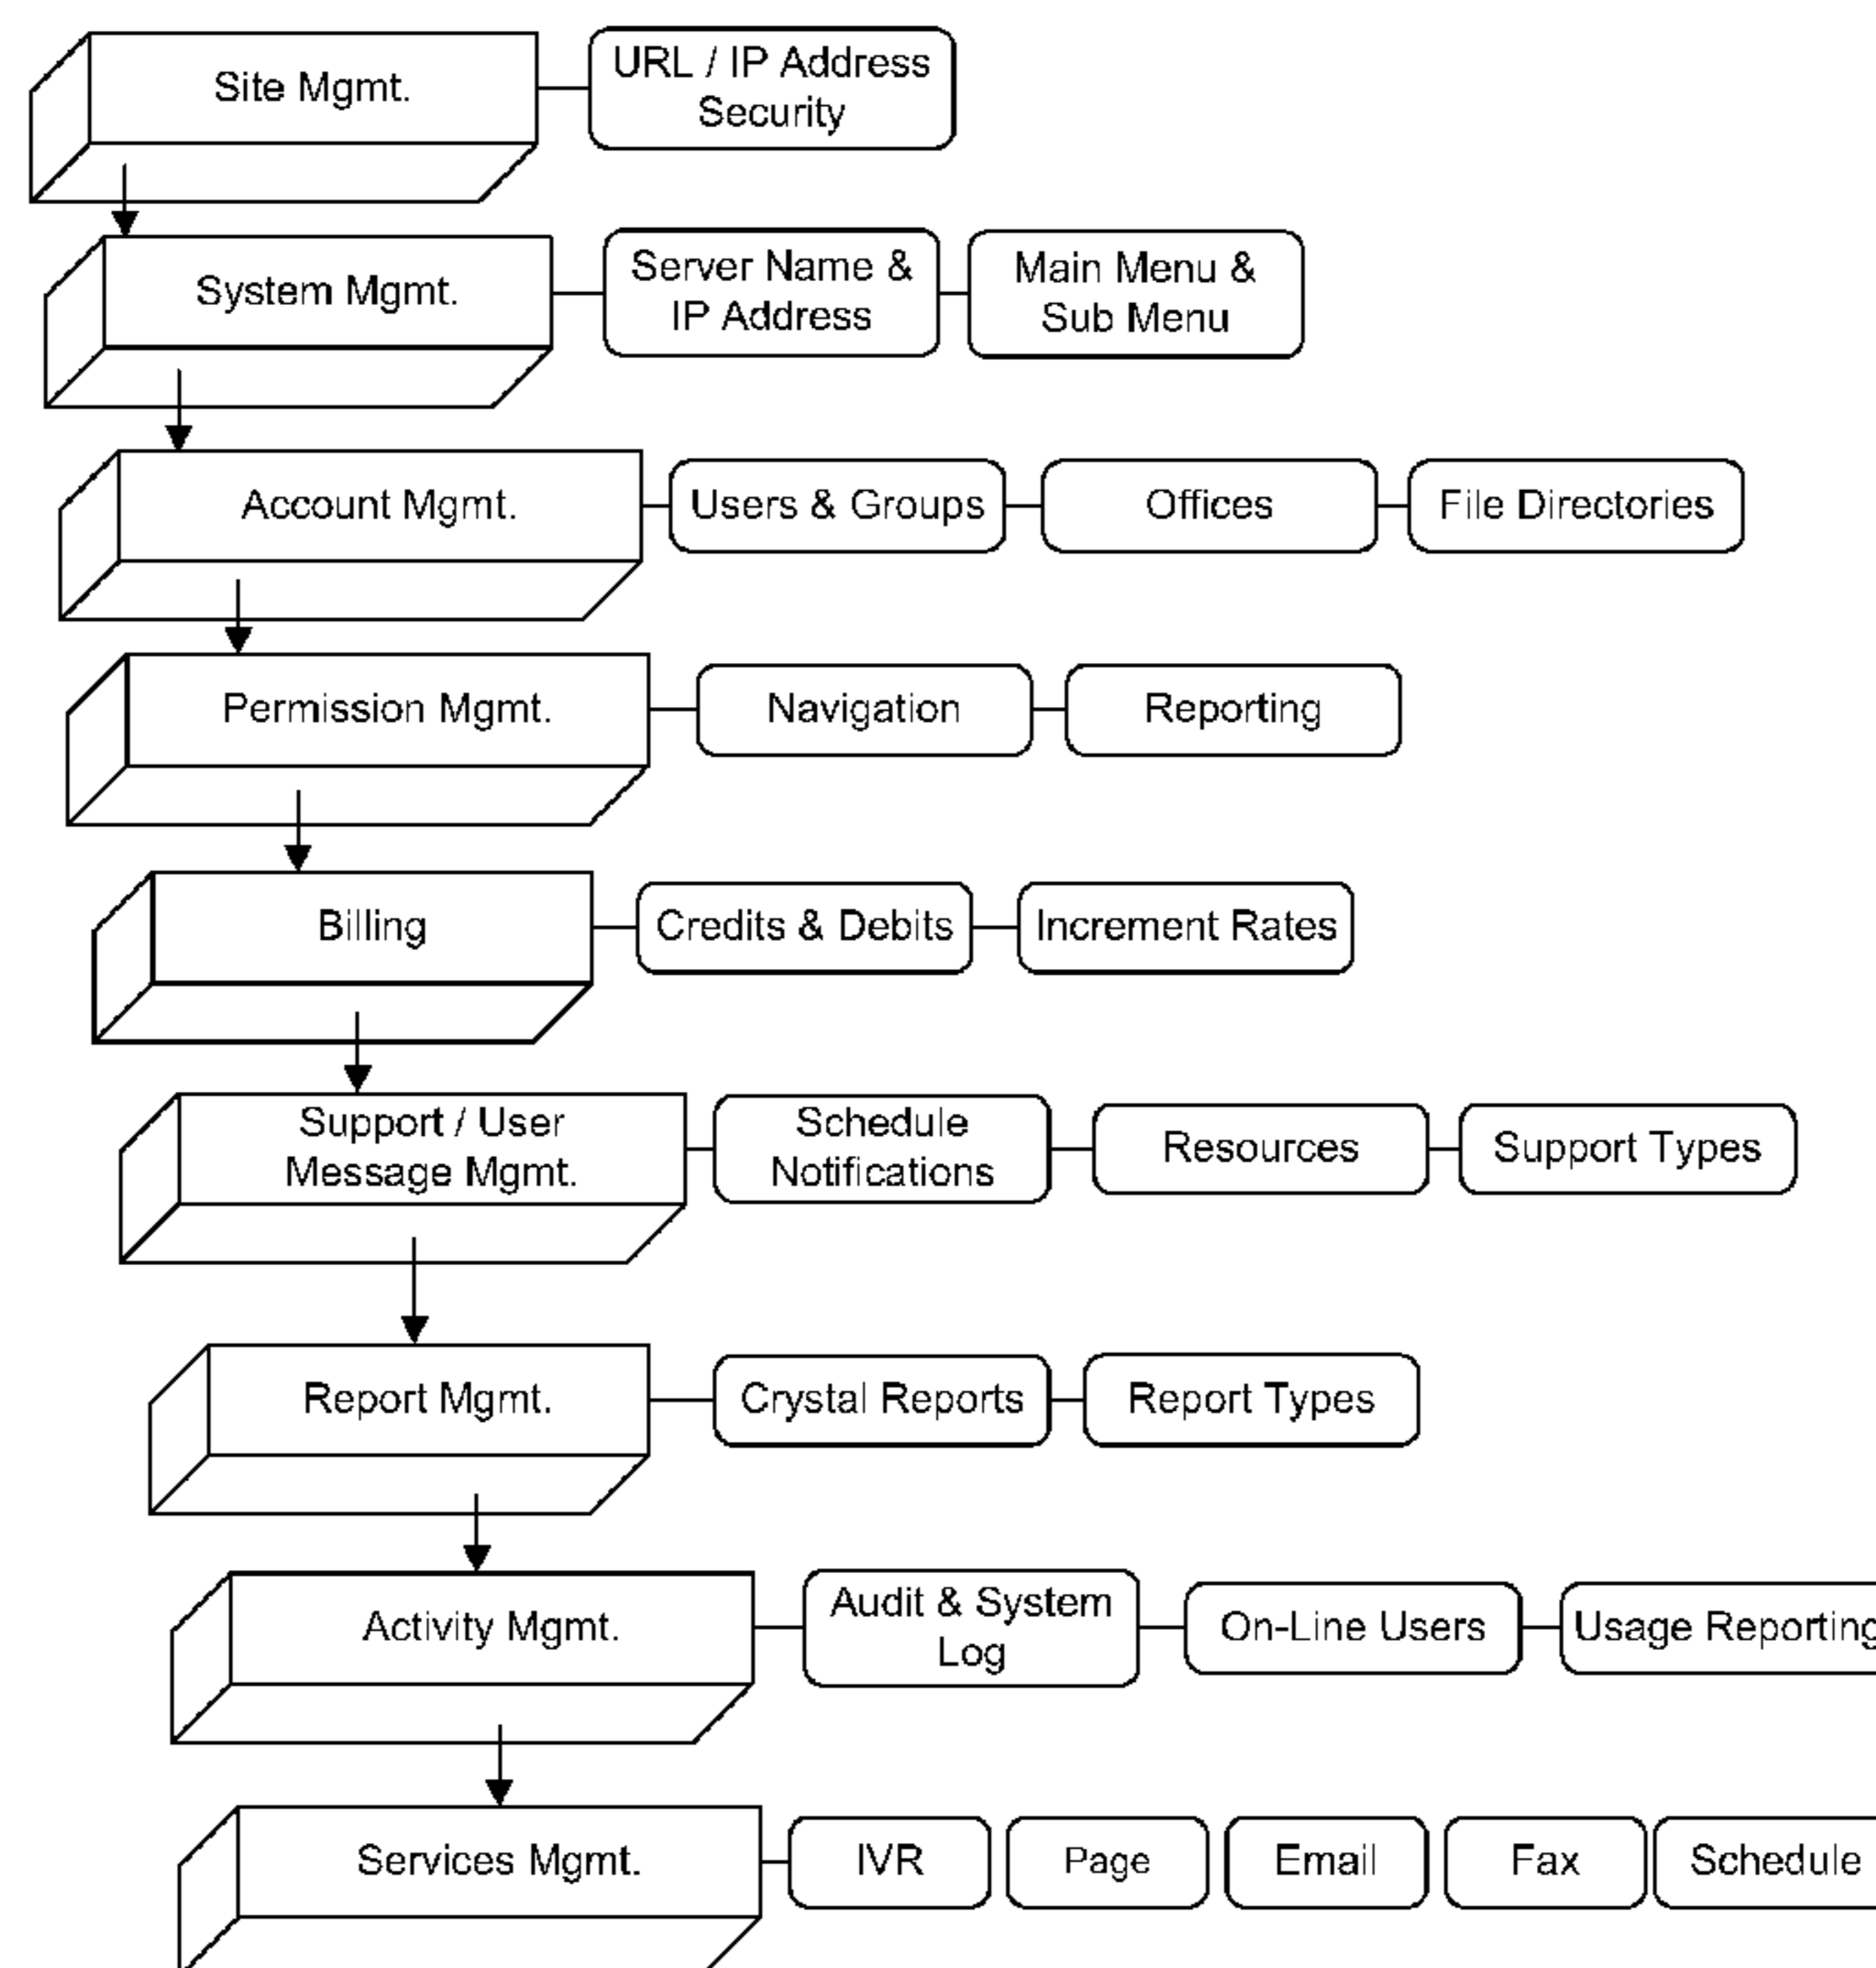 Site Mgmt.
URL / IP Address
Security
System Mgmt.
Server Name &
IP Address
Main Menu &
Sub Menu
Account Mgmt.
Users & Groups
Offices
File Directories
Permission Mgmt.
Navigation
Reporting
Billing
Credits & Debits
Increment Rates
Support / User
Message Mgmt.
Schedule
Notifications
Resources
Support Types
Report Mgmt.
Crystal Reports
Report Types
Activity Mgmt.
Audit & System
Log
On-Line Users
Usage Reporting
Services Mgmt.
IVR
Page
Email
Fax
Schedule